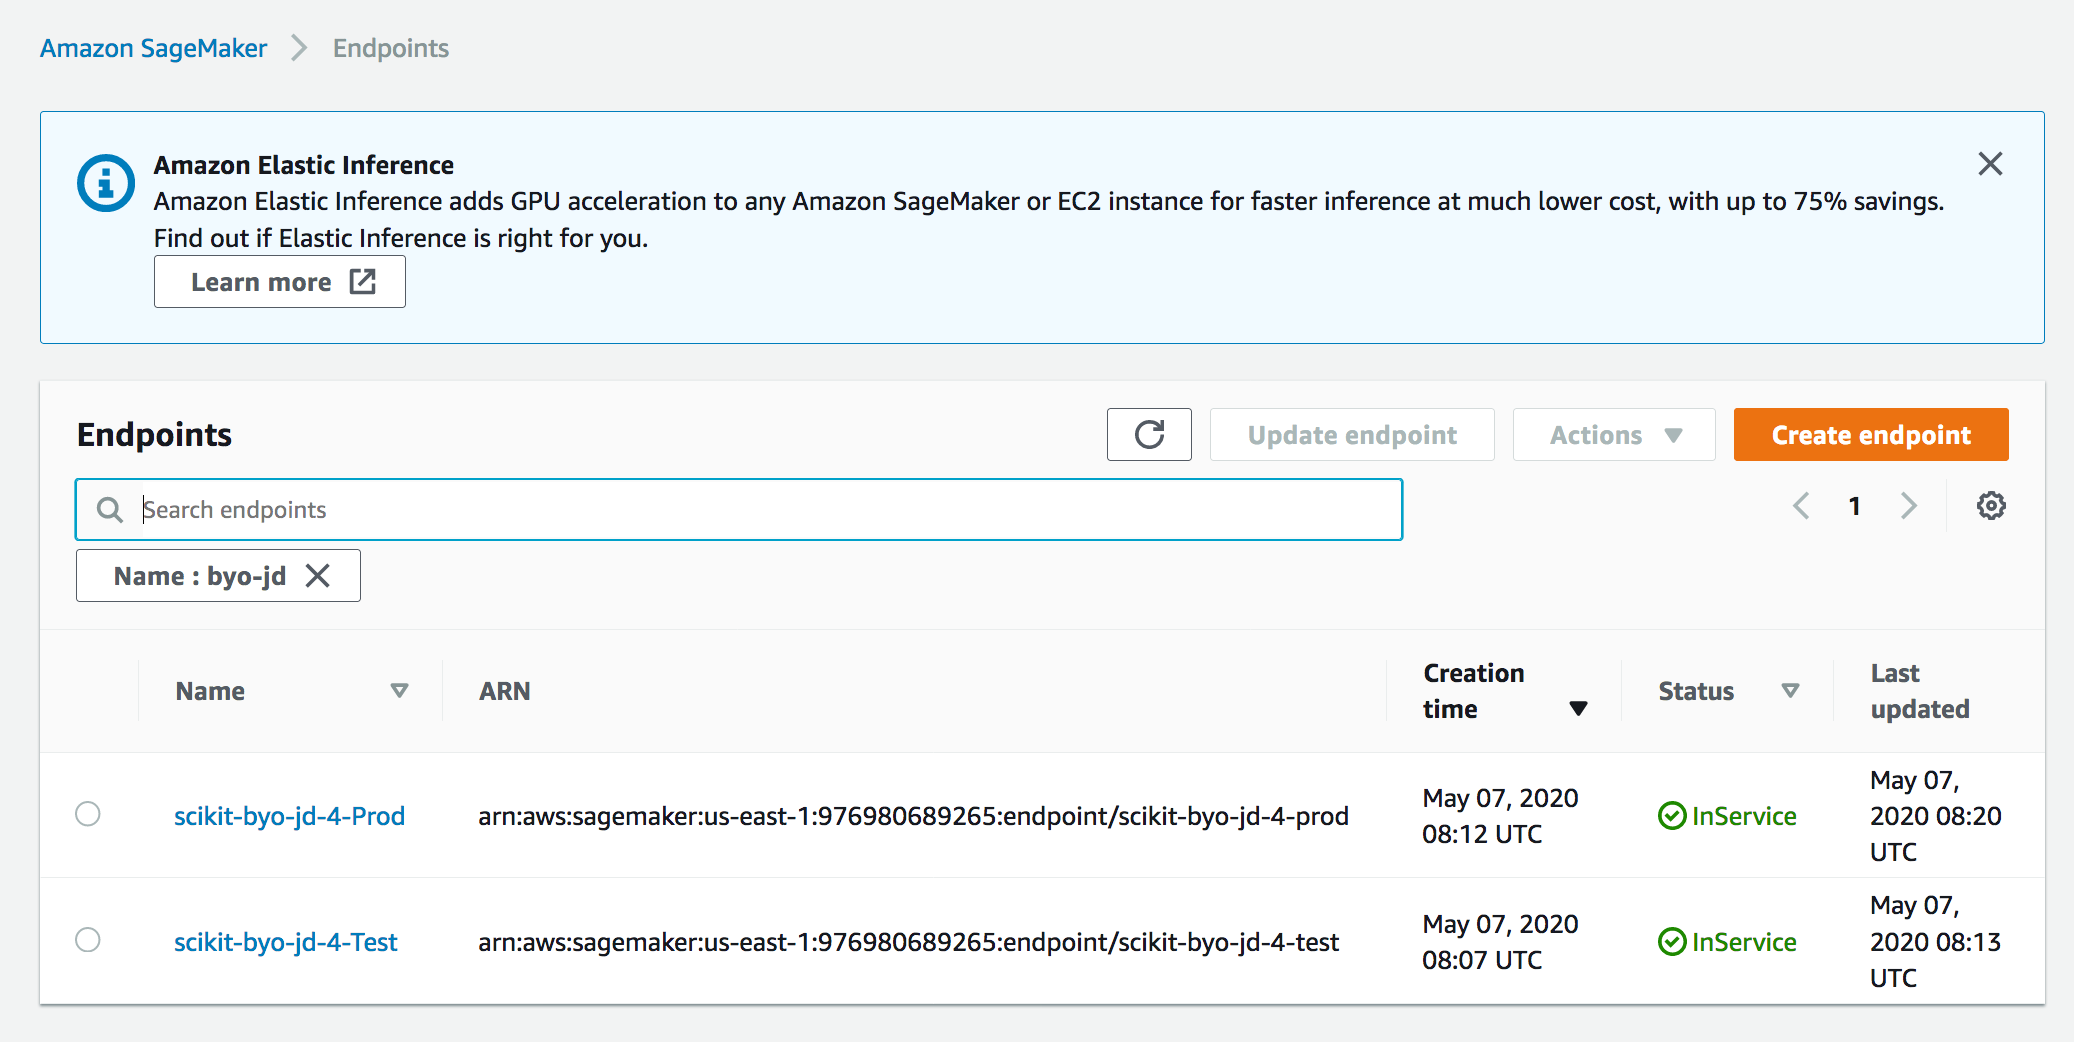 Amazon SageMaker
Endpoints
Amazon Elastic Inference
Amazon Elastic Inference adds GPU acceleration to any Amazon SageMaker or EC2 instance for faster inference at much lower cost, with up to 75% savings.
Find out if Elastic Inference is right for you.
Learn more
Endpoints
Update endpoint
Actions
Create endpoint
Search endpoints
1
Name : byo-jd
Name
ARN
Creation
time
Status
Last
updated
scikit-byo-jd-4-Prod
arn:aws:sagemaker:us-east-1:976980689265:endpoint/scikit-byo-jd-4-prod
May 07, 2020
08:12 UTC
InService
May 07,
2020 08:20
UTC
scikit-byo-jd-4-Test
arn:aws:sagemaker:us-east-1:976980689265:endpoint/scikit-byo-jd-4-test
May 07, 2020
08:07 UTC
InService
May 07,
2020 08:13
UTC